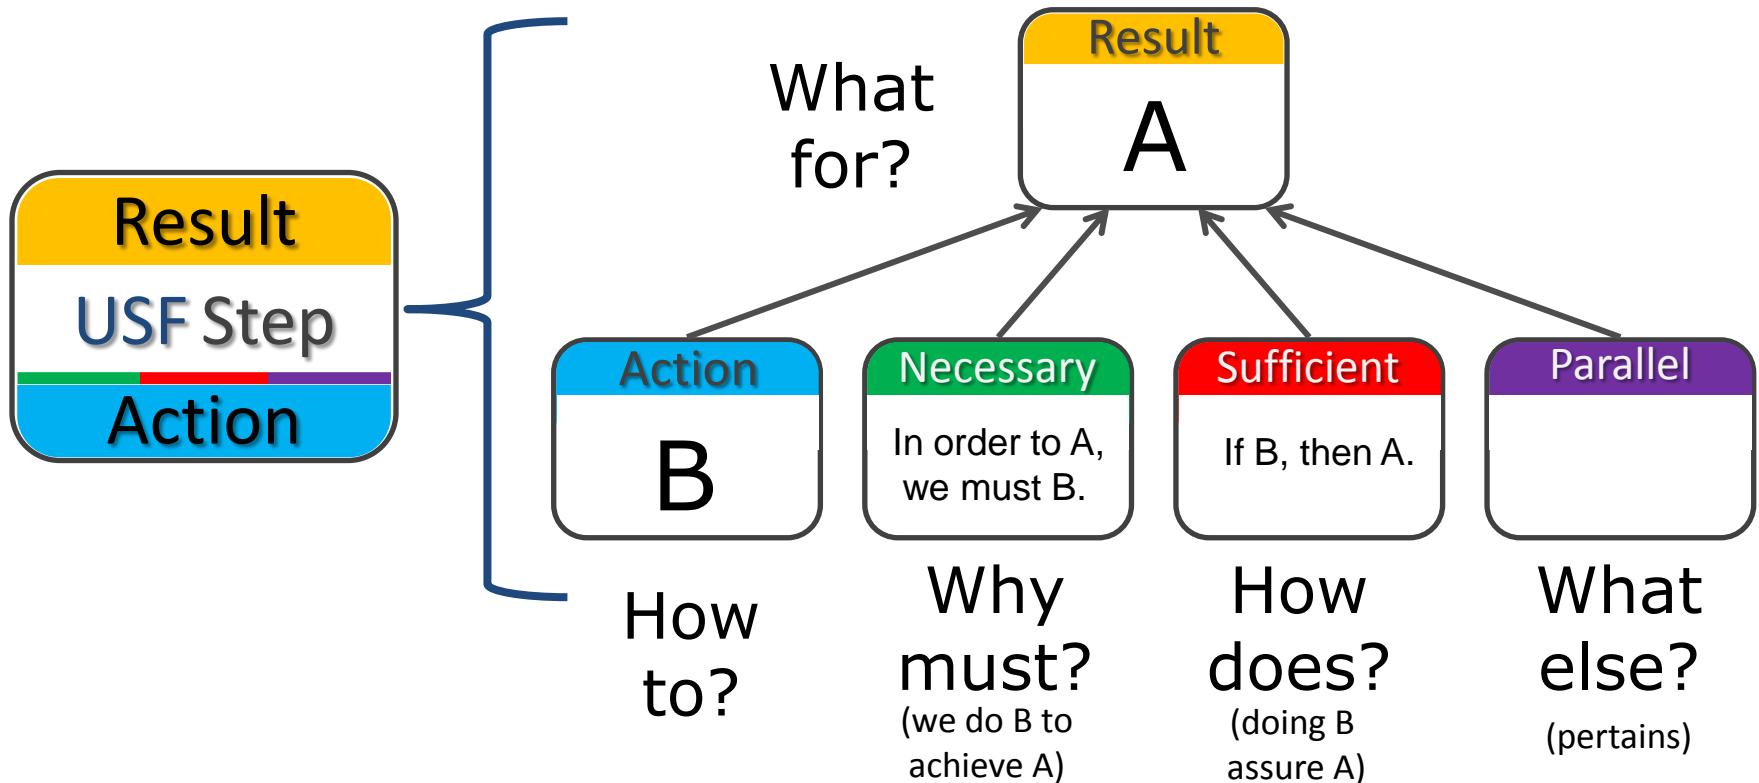 Result
USF Step
Action
What
for?
Result
A
Action
B
How
to?
Necessary
In order to A,
we must B.
Why
must?
(we do B to
achieve A)
Sufficient
If B, then A.
How
does?
(doing B
assure A)
Parallel
What
else?
(pertains)